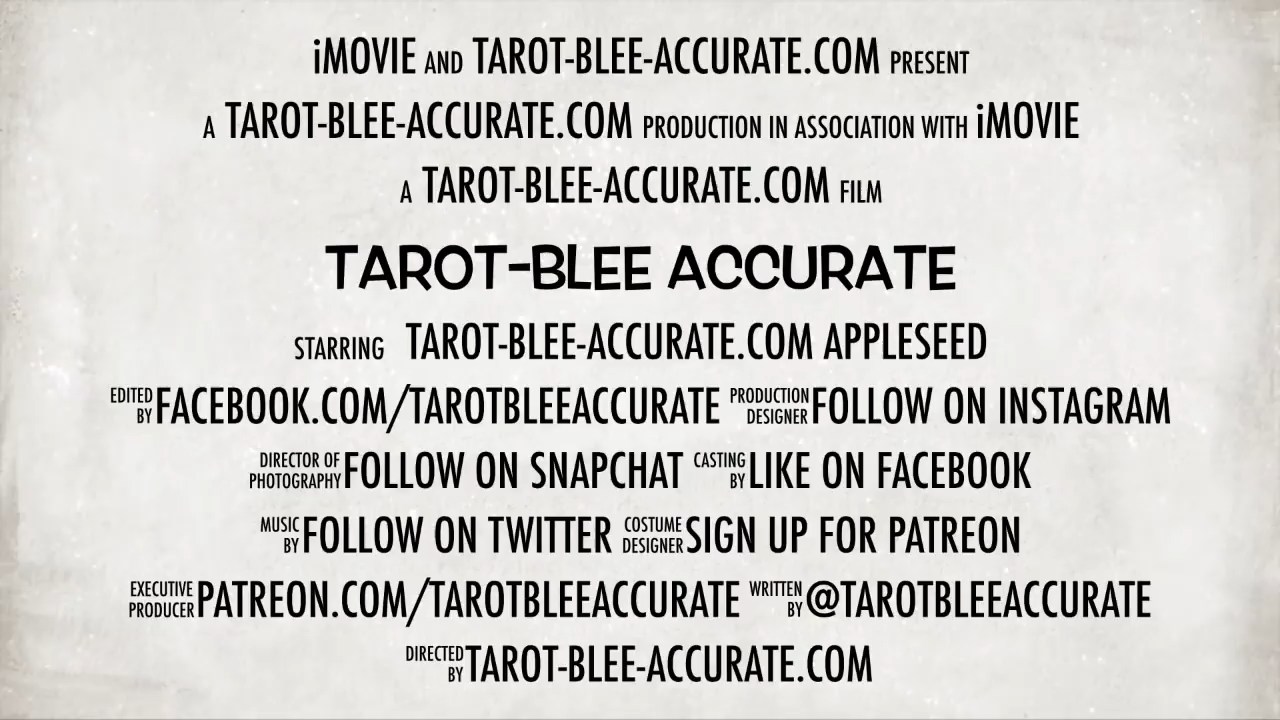 iMOVIE AND TAROT-BLEE-ACCURATE.COM PRESENT
A TAROT-BLEE-ACCURATE.COM PRODUCTION IN ASSOCIATION WITH iMOVIE
A TAROT-BLEE-ACCURATE.COM FILM
TAROT-BLEE ACCURATE
STARRING TAROT-BLEE-ACCURATE.COM APPLESEED
EDITED BY FACEBOOK.COM/TAROTBLEEACCURATE PRODUCTION DESIGNER FOLLOW ON INSTAGRAM
DIRECTOR OF PHOTOGRAPHY FOLLOW ON SNAPCHAT CASTING BY LIKE ON FACEBOOK
MUSIC BY FOLLOW ON TWITTER COSTUME DESIGNER SIGN UP FOR PATREON
EXECUTIVE PRODUCER PATREON.COM/TAROTBLEEACCURATE WRITTEN BY @TAROTBLEEACCURATE
DIRECTED BY TAROT-BLEE-ACCURATE.COM